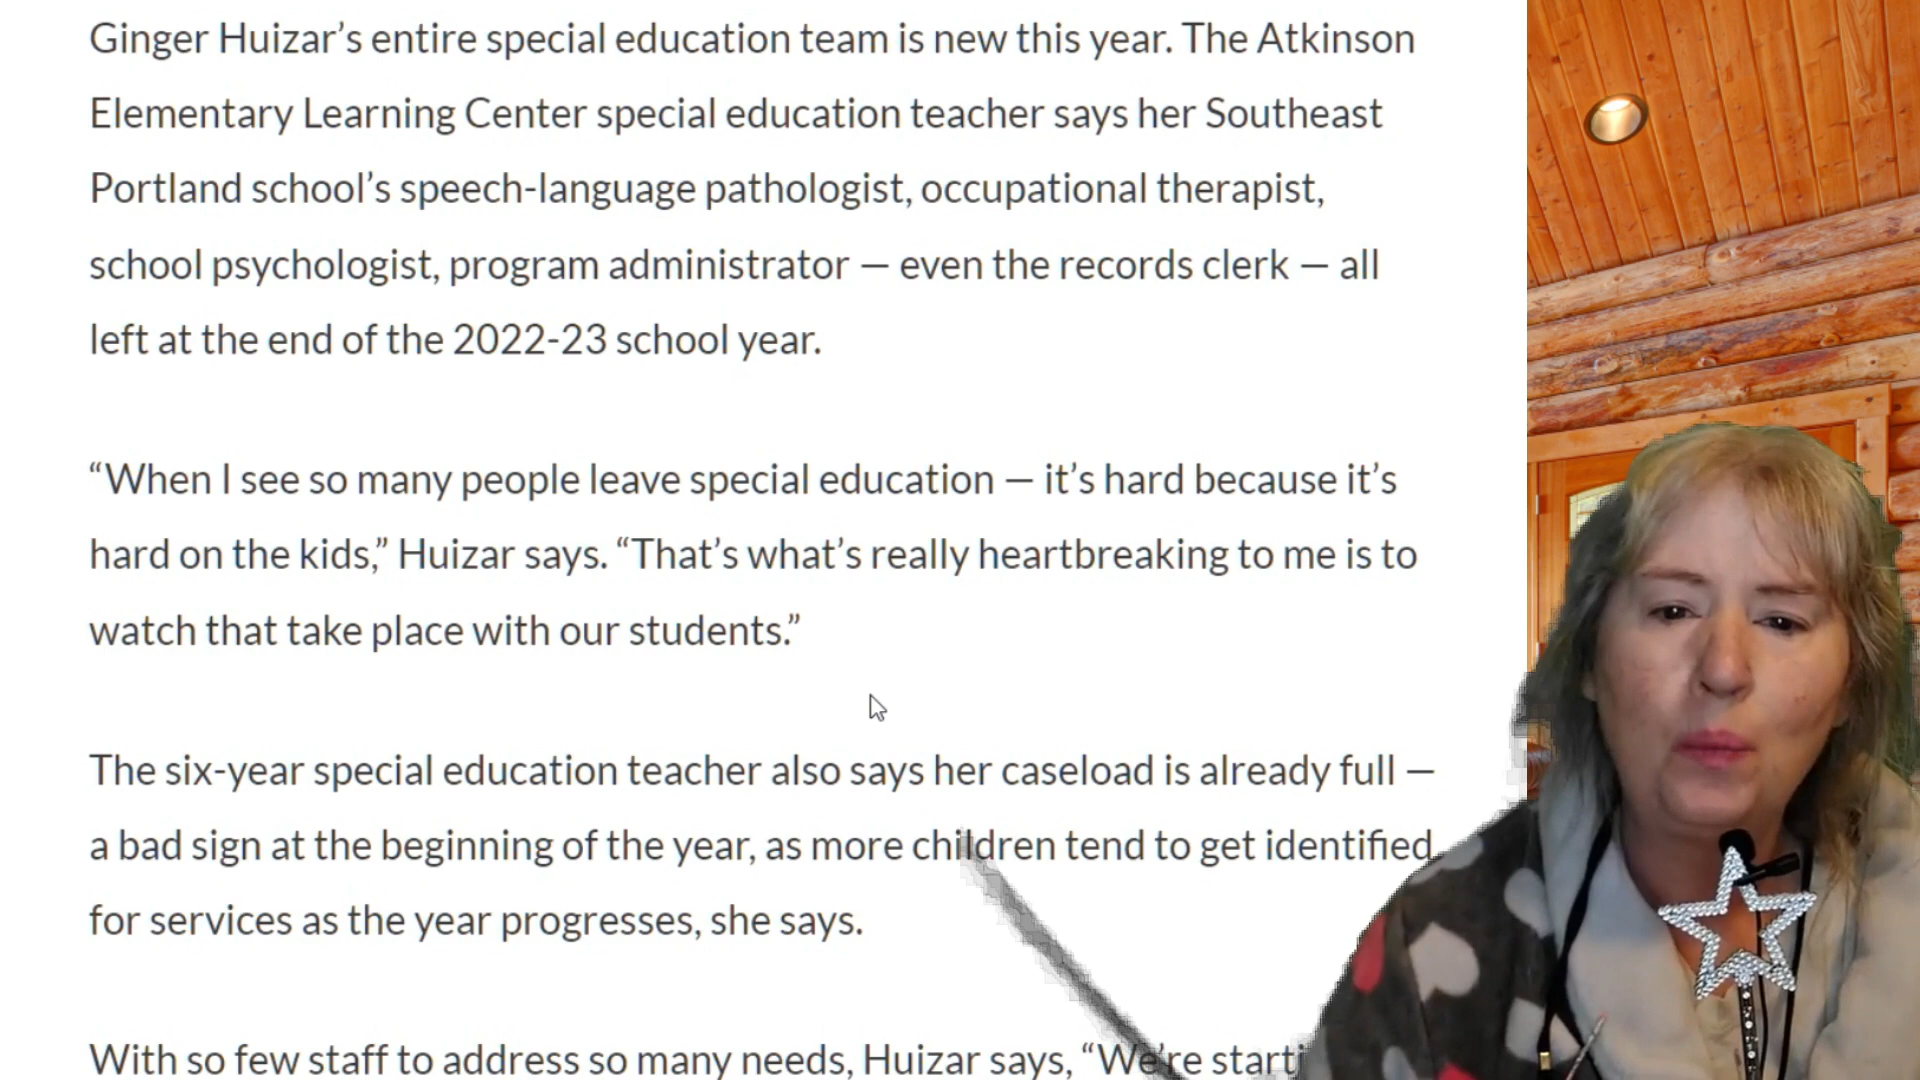 Ginger Huizar’s entire special education team is new this year. The Atkinson
Elementary Learning Center special education teacher says her Southeast
Portland school’s speech-language pathologist, occupational therapist,
school psychologist, program administrator — even the records clerk — all
left at the end of the 2022-23 school year.
“When I see so many people leave special education — it’s hard because it’s
hard on the kids,” Huizar says. “That’s what’s really heartbreaking to me is to
watch that take place with our students.”
The six-year special education teacher also says her caseload is already full —
a bad sign at the beginning of the year, as more children tend to get identified
for services as the year progresses, she says.
With so few staff to address so many needs, Huizar says, “We’re starti